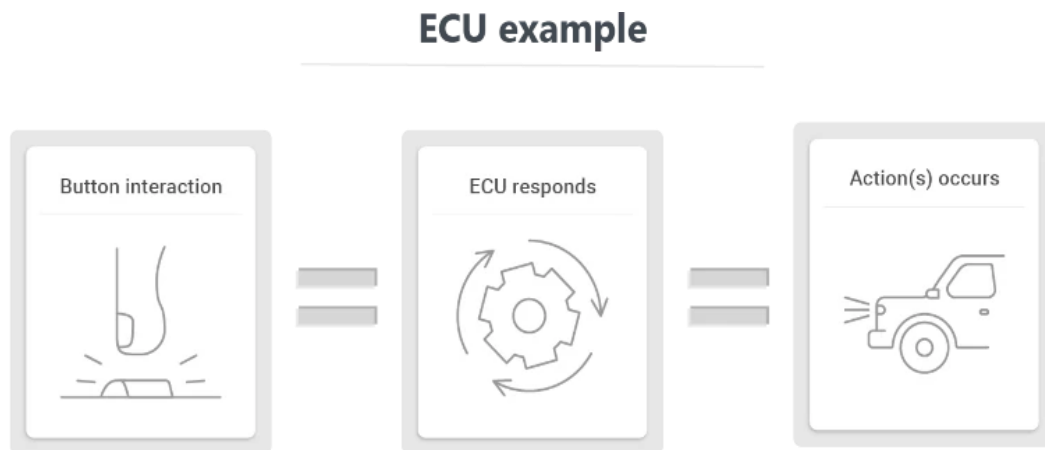 ECU example
Button interaction
ECU responds
Action(s) occurs